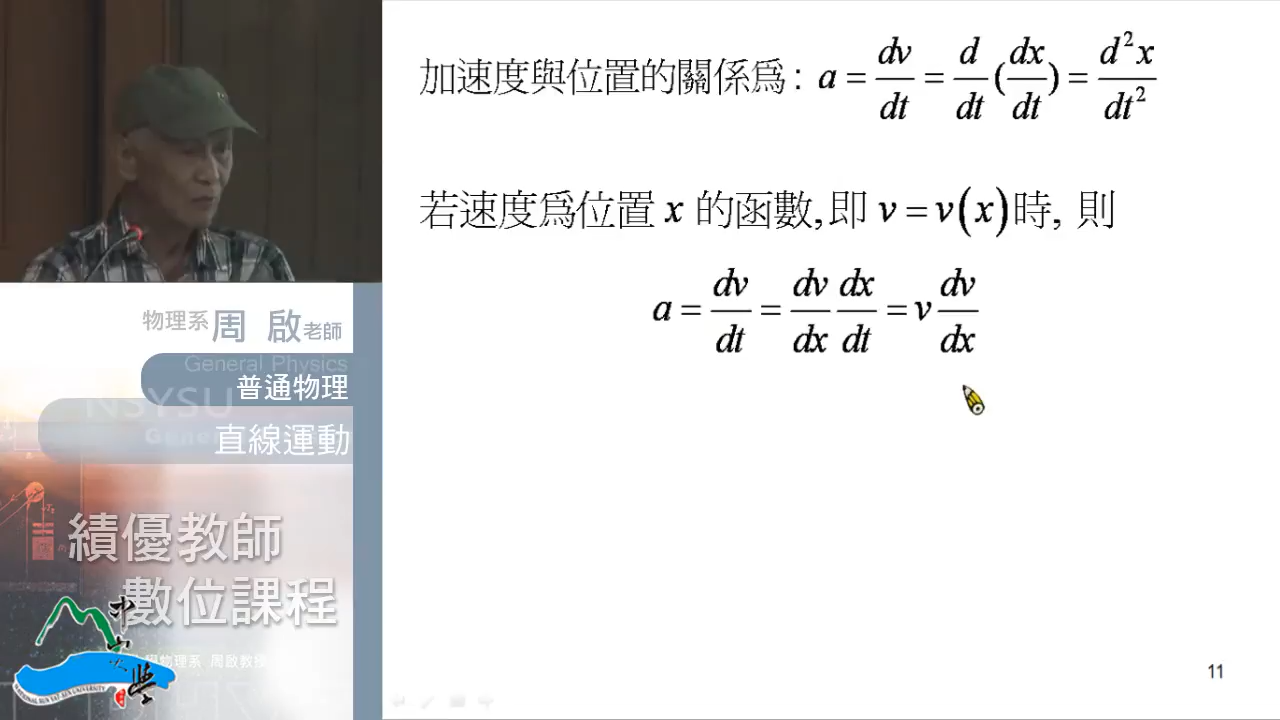 加速度與位置的關係為: a = dv/dt = d/dt (dx/dt) = d²x/dt²
若速度為位置 x 的函數,即 v = v(x)時, 則
a = dv/dt = dv/dx dx/dt = v dv/dx
物理系周 啟老師
General Physics
普通物理
NSYSU
直線運動
績優教師
數位課程
物理系 周啟教授
11